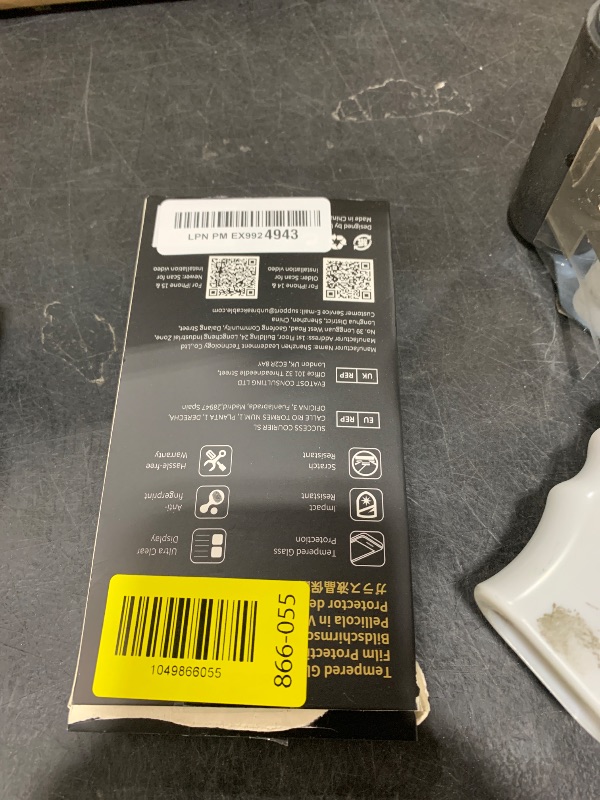 LPN PM EX9924943
1049866055
866-055
Tempered Gl
Film Protecti
Bildschirmsc
Pellicola in V
Protector de
ガラス液晶保
Tempered Glass
Protection
Ultra Clear
Display
Impact
Resistant
Anti-
fingerprint
Scratch
Resistant
Hassle-free
Warranty
EU REP
SUCCESS COURIER SL
CALLE RIO TORMES NUM. 1, PLANTA 1, DERECHA,
OFICINA 3, Fuenlabrada, Madrid, 28947 Spain
UK REP
EVATOST CONSULTING LTD
Office 101 32 Threadneedle Street,
London UK, EC2R 8AY
Manufacturer Name: Shenzhen Leadement Technology Co.,Ltd
Manufacturer Address: 1st Floor, Building 24, Longcheng Industrial Zone,
No. 39 Longguan West Road, Gaofeng Community, Dalang Street,
Longhua District, Shenzhen, China
Customer Service E-mail: support@unbreakcable.com
For iPhone 14 &
Older: Scan for
Installation video
For iPhone 15 &
Newer: Scan for
Installation video
Designed by
Made in China